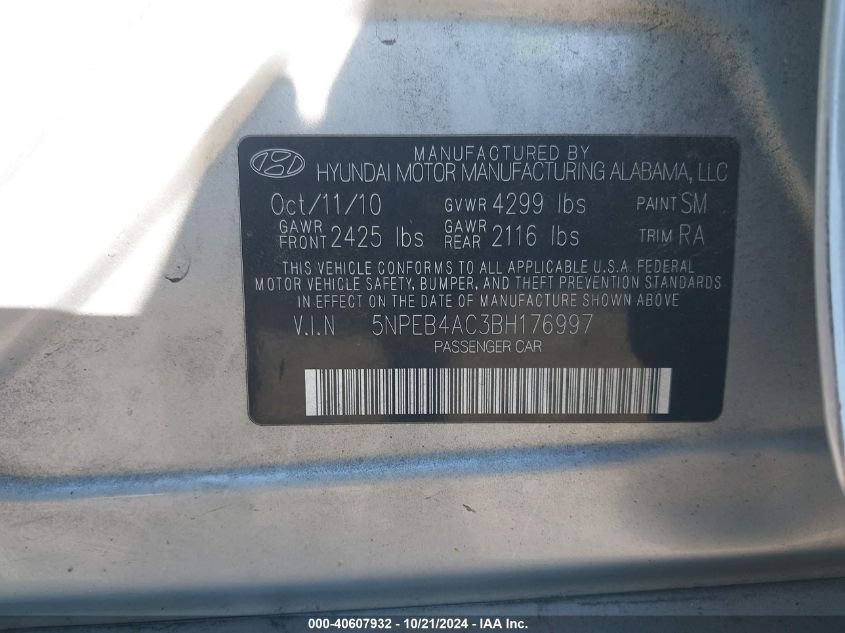 MANUFACTURED BY
HYUNDAI MOTOR MANUFACTURING ALABAMA, LLC
Oct/11/10 GVWR 4299 lbs PAINT SM
GAWR FRONT 2425 lbs GAWR REAR 2116 lbs TRIM RA
THIS VEHICLE CONFORMS TO ALL APPLICABLE U.S.A. FEDERAL
MOTOR VEHICLE SAFETY, BUMPER, AND THEFT PREVENTION STANDARDS
IN EFFECT ON THE DATE OF MANUFACTURE SHOWN ABOVE
V.I.N 5NPEB4AC3BH176997
PASSENGER CAR
000-40607932 - 10/21/2024 - IAA Inc.